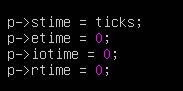 p->stime = ticks;
p->etime = 0;
p->iotime = 0;
p->rtime = 0;